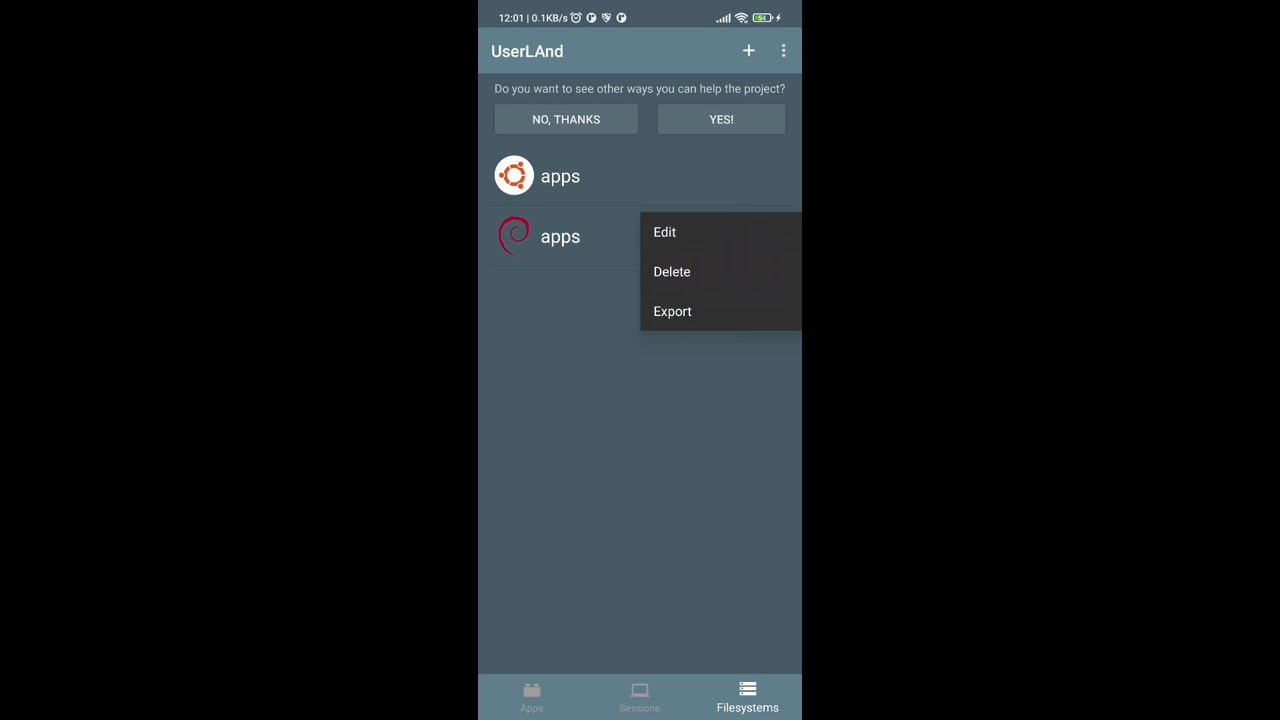 12:01 | 0.1KB/s
54
UserLAnd
Do you want to see other ways you can help the project?
NO, THANKS
YES!
apps
apps
Edit
Delete
Export
Apps
Sessions
Filesystems